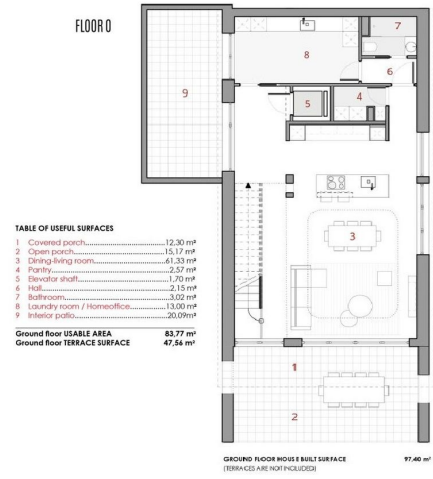 FLOOR 0
7
8
6
9
5
4
TABLE OF USEFUL SURFACES
1 Covered porch..................12,30 m²
2 Open porch..................15,17 m²
3 Dining-living room..................61,33 m²
4 Pantry..................2,57 m²
5 Elevator shaft..................1,70 m²
6 Hall..................2,15 m²
7 Bathroom..................3,02 m²
8 Laundry room / Homeoffice..................13,00 m²
9 Interior patio..................20,09m²
Ground floor USABLE AREA 83,77 m²
Ground floor TERRACE SURFACE 47,56 m²
3
1
2
GROUND FLOOR HOUSE BUILT SURFACE 97,40 m²
(TERRACES ARE NOT INCLUDED)